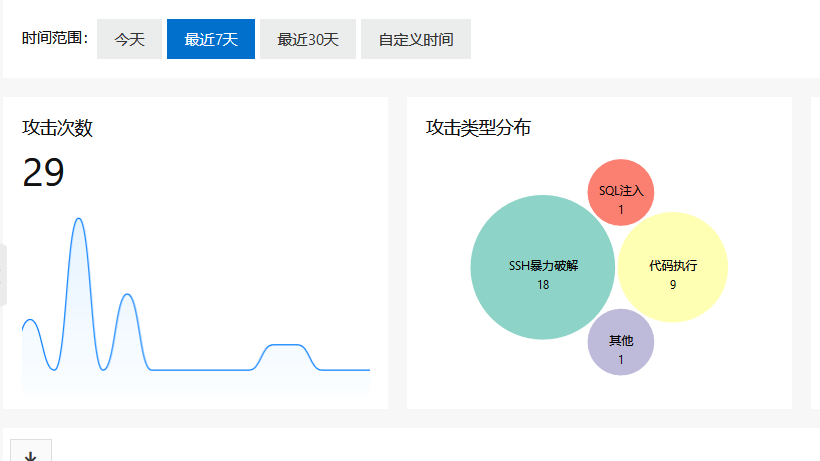 时间范围： 今天 最近7天 最近30天 自定义时间
攻击次数
29
攻击类型分布
SQL注入
1
SSH暴力破解
18
代码执行
9
其他
1